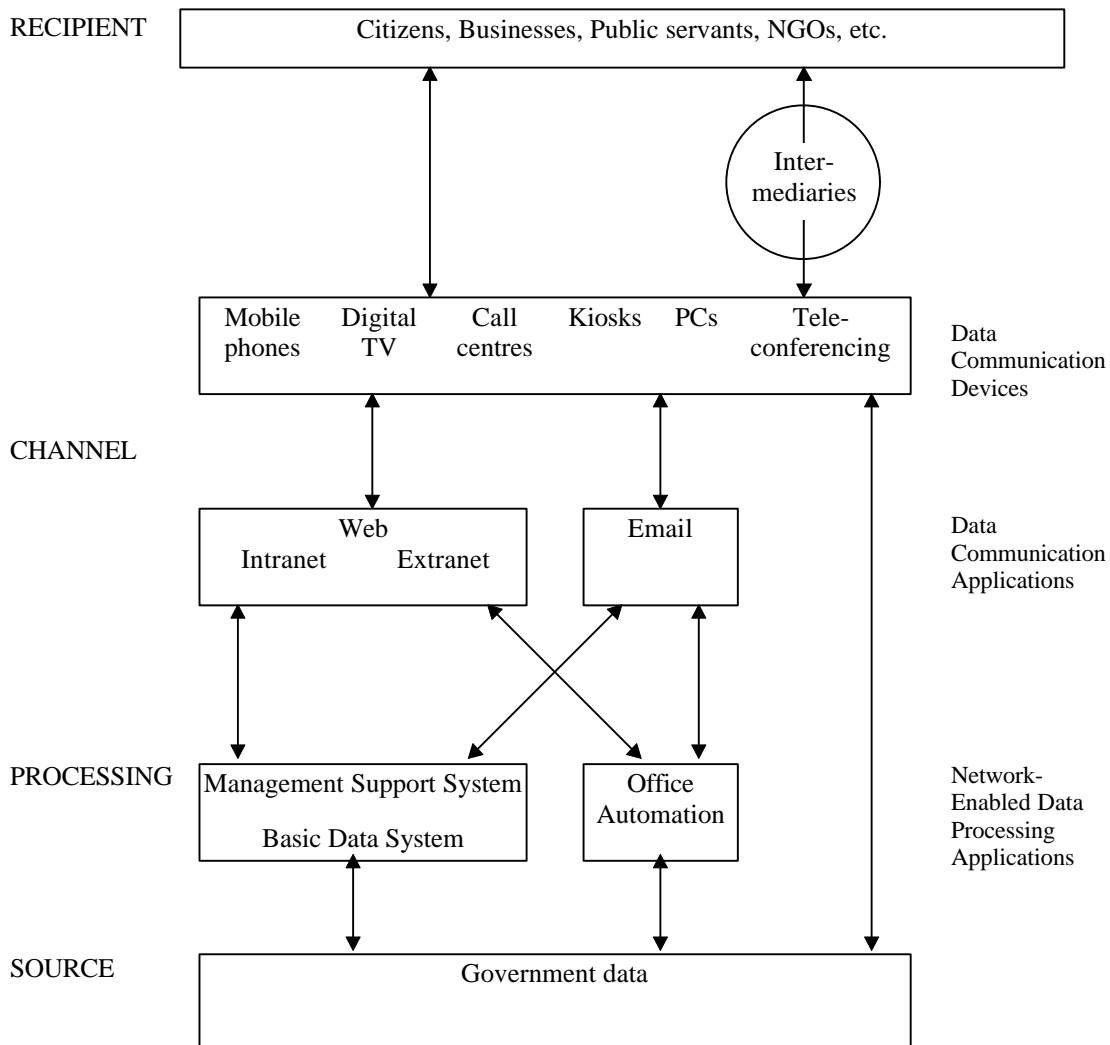 RECIPIENT
Citizens, Businesses, Public servants, NGOs, etc.
Inter-
mediaries
Mobile
phones
Digital
TV
Call
centres
Kiosks
PCs
Tele-
conferencing
Data
Communication
Devices
CHANNEL
Web
Intranet
Extranet
Email
Data
Communication
Applications
PROCESSING
Management Support System
Basic Data System
Office
Automation
Network-
Enabled Data
Processing
Applications
SOURCE
Government data